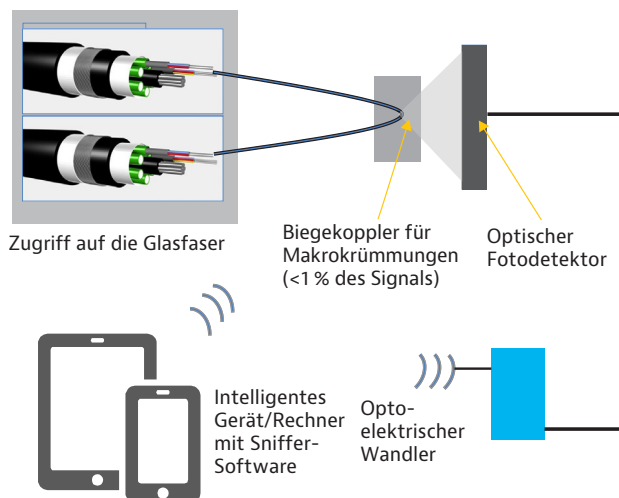 Zugriff auf die Glasfaser
Biegekoppler für
Makrokrümmungen
(<1 % des Signals)
Optischer
Fotodetektor
Intelligentes
Gerät/Rechner
mit Sniffer-
Software
Opto-
elektrischer
Wandler